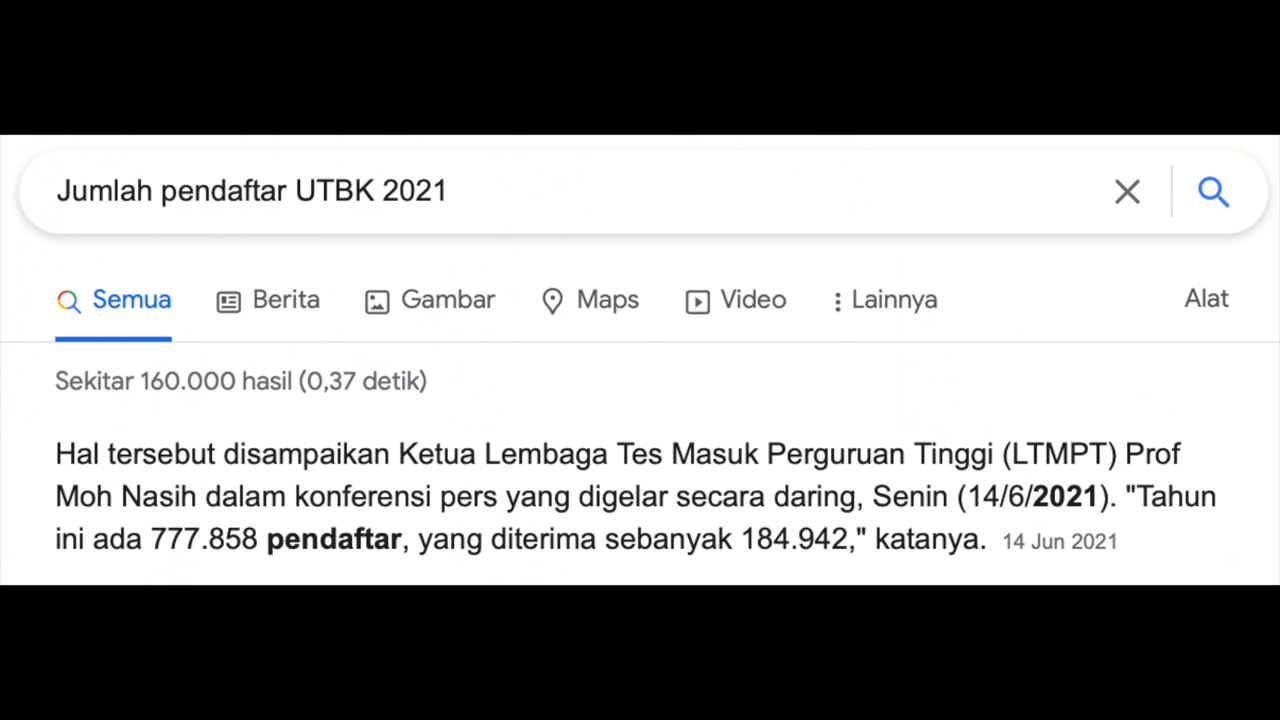 Jumlah pendaftar UTBK 2021
Semua Berita Gambar Maps Video Lainnya Alat
Sekitar 160.000 hasil (0,37 detik)
Hal tersebut disampaikan Ketua Lembaga Tes Masuk Perguruan Tinggi (LTMPT) Prof
Moh Nasih dalam konferensi pers yang digelar secara daring, Senin (14/6/2021). "Tahun
ini ada 777.858 pendaftar, yang diterima sebanyak 184.942," katanya. 14 Jun 2021